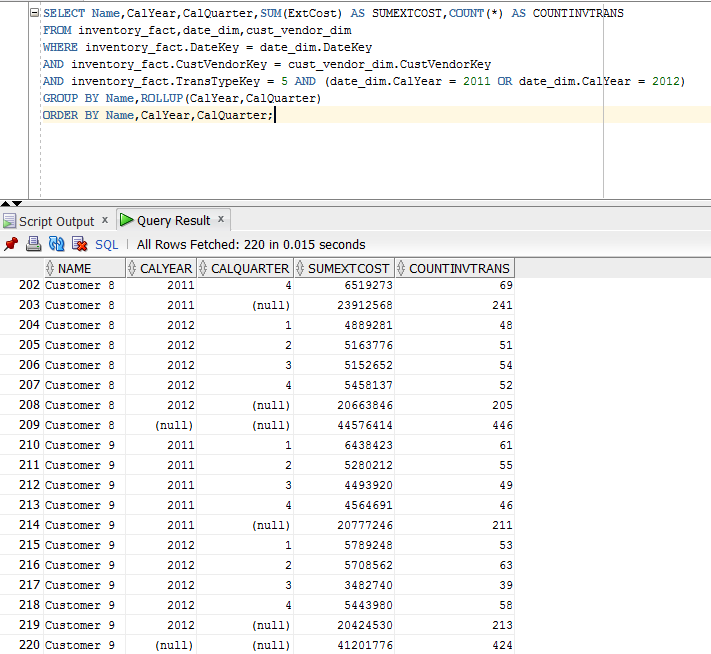 SELECT Name,CalYear,CalQuarter,SUM(ExtCost) AS SUMEXTCOST,COUNT(*) AS COUNTINVTRANS
FROM inventory_fact,date_dim,cust_vendor_dim
WHERE inventory_fact.DateKey = date_dim.DateKey
AND inventory_fact.CustVendorKey = cust_vendor_dim.CustVendorKey
AND inventory_fact.TransTypeKey = 5 AND (date_dim.CalYear = 2011 OR date_dim.CalYear = 2012)
GROUP BY Name,ROLLUP(CalYear,CalQuarter)
ORDER BY Name,CalYear,CalQuarter;
Script Output x Query Result x
SQL | All Rows Fetched: 220 in 0.015 seconds
NAME CALYEAR CALQUARTER SUMEXTCOST COUNTINVTRANS
202 Customer 8 2011 4 6519273 69
203 Customer 8 2011 (null) 23912568 241
204 Customer 8 2012 1 4889281 48
205 Customer 8 2012 2 5163776 51
206 Customer 8 2012 3 5152652 54
207 Customer 8 2012 4 5458137 52
208 Customer 8 2012 (null) 20663846 205
209 Customer 8 (null) (null) 44576414 446
210 Customer 9 2011 1 6438423 61
211 Customer 9 2011 2 5280212 55
212 Customer 9 2011 3 4493920 49
213 Customer 9 2011 4 4564691 46
214 Customer 9 2011 (null) 20777246 211
215 Customer 9 2012 1 5789248 53
216 Customer 9 2012 2 5708562 63
217 Customer 9 2012 3 3482740 39
218 Customer 9 2012 4 5443980 58
219 Customer 9 2012 (null) 20424530 213
220 Customer 9 (null) (null) 41201776 424